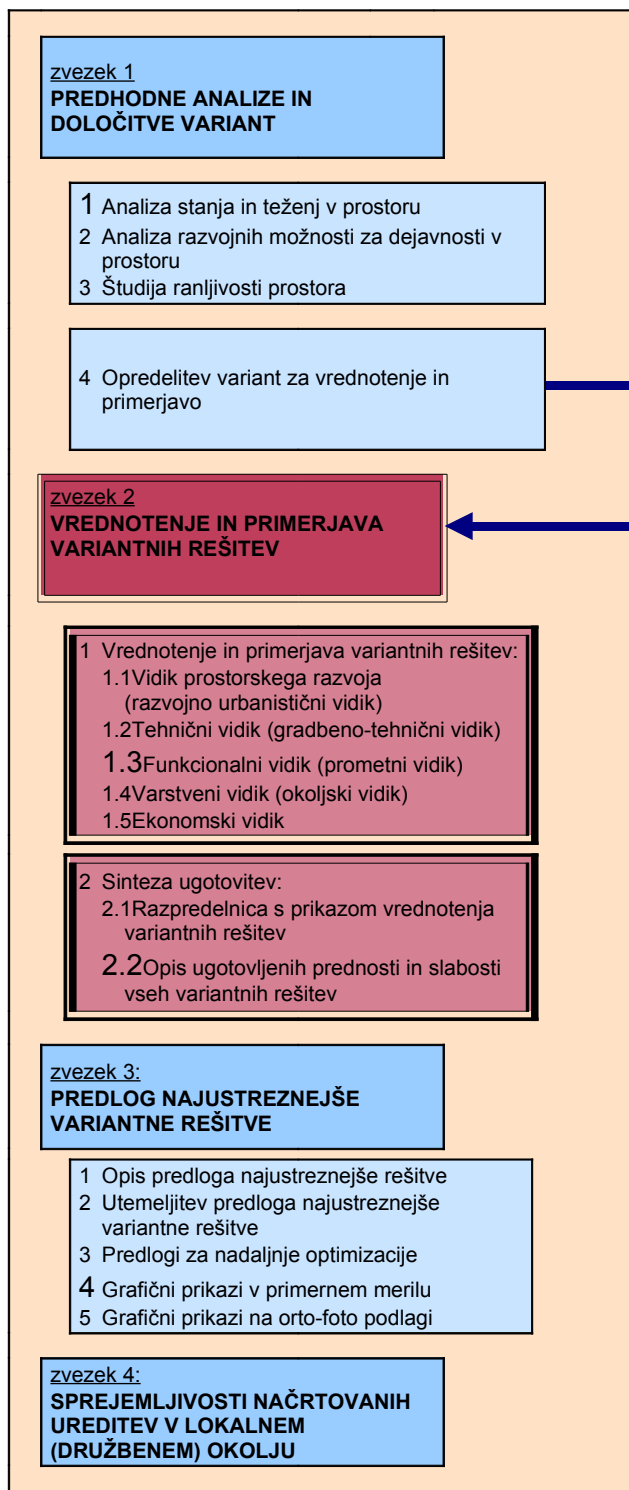 zvezek 1
PREDHODNE ANALIZE IN
DOLOČITVE VARIANT
1 Analiza stanja in teženj v prostoru
2 Analiza razvojnih možnosti za dejavnosti v
prostoru
3 Študija ranljivosti prostora
4 Opredelitev variant za vrednotenje in
primerjavo
zvezek 2
VREDNOTENJE IN PRIMERJAVA
VARIANTNIH REŠITEV
1 Vrednotenje in primerjava variantnih rešitev:
1.1Vidik prostorskega razvoja
(razvojno urbanistični vidik)
1.2Tehnični vidik (gradbeno-tehnični vidik)
1.3Funkcionalni vidik (prometni vidik)
1.4Varstveni vidik (okoljski vidik)
1.5Ekonomski vidik
2 Sinteza ugotovitev:
2.1Razpredelnica s prikazom vrednotenja
variantnih rešitev
2.2Opis ugotovljenih prednosti in slabosti
vseh variantnih rešitev
zvezek 3:
PREDLOG NAJUSTREZNEJŠE
VARIANTNE REŠITVE
1 Opis predloga najustreznejše rešitve
2 Utemeljitev predloga najustreznejše
variantne rešitve
3 Predlogi za nadaljnje optimizacije
4 Grafični prikazi v primernem merilu
5 Grafični prikazi na orto-foto podlagi
zvezek 4:
SPREJEMLJIVOSTI NAČRTOVANIH
UREDITEV V LOKALNEM
(DRUŽBENEM) OKOLJU